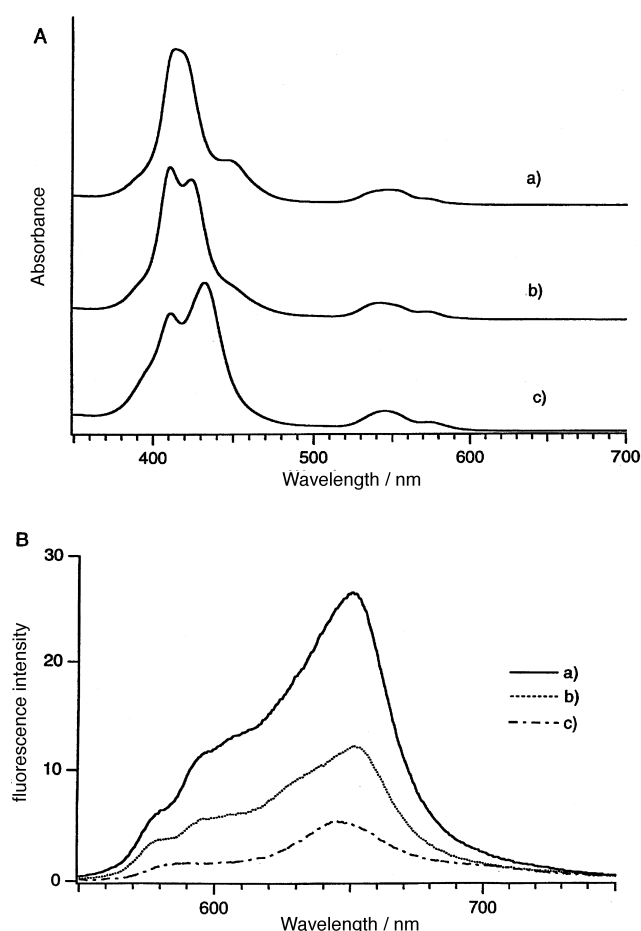 A
Absorbance
a)
b)
c)
400 500 600 700
Wavelength / nm
B
30
20
10
0
fluorescence intensity
a)
b)
c)
600 700
Wavelength / nm